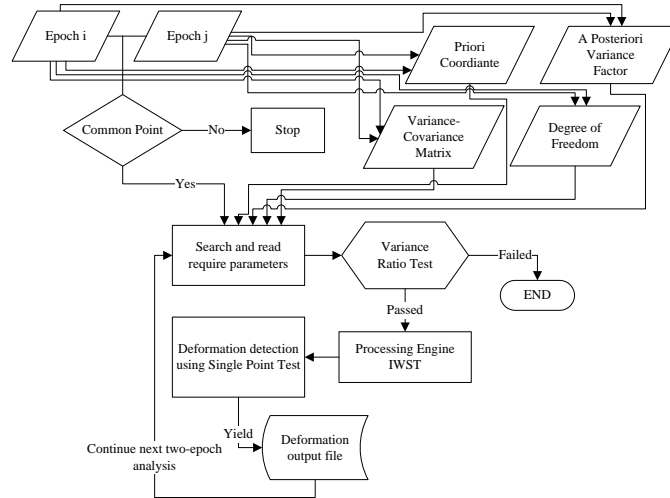 Epoch i
Epoch j
Priori
Coordiante
A Posteriori
Variance
Factor
Common Point
No
Stop
Variance-
Covariance
Matrix
Degree of
Freedom
Yes
Search and read
require parameters
Variance
Ratio Test
Failed
END
Passed
Deformation detection
using Single Point Test
Processing Engine
IWST
Yield
Deformation
output file
Continue next two-epoch
analysis